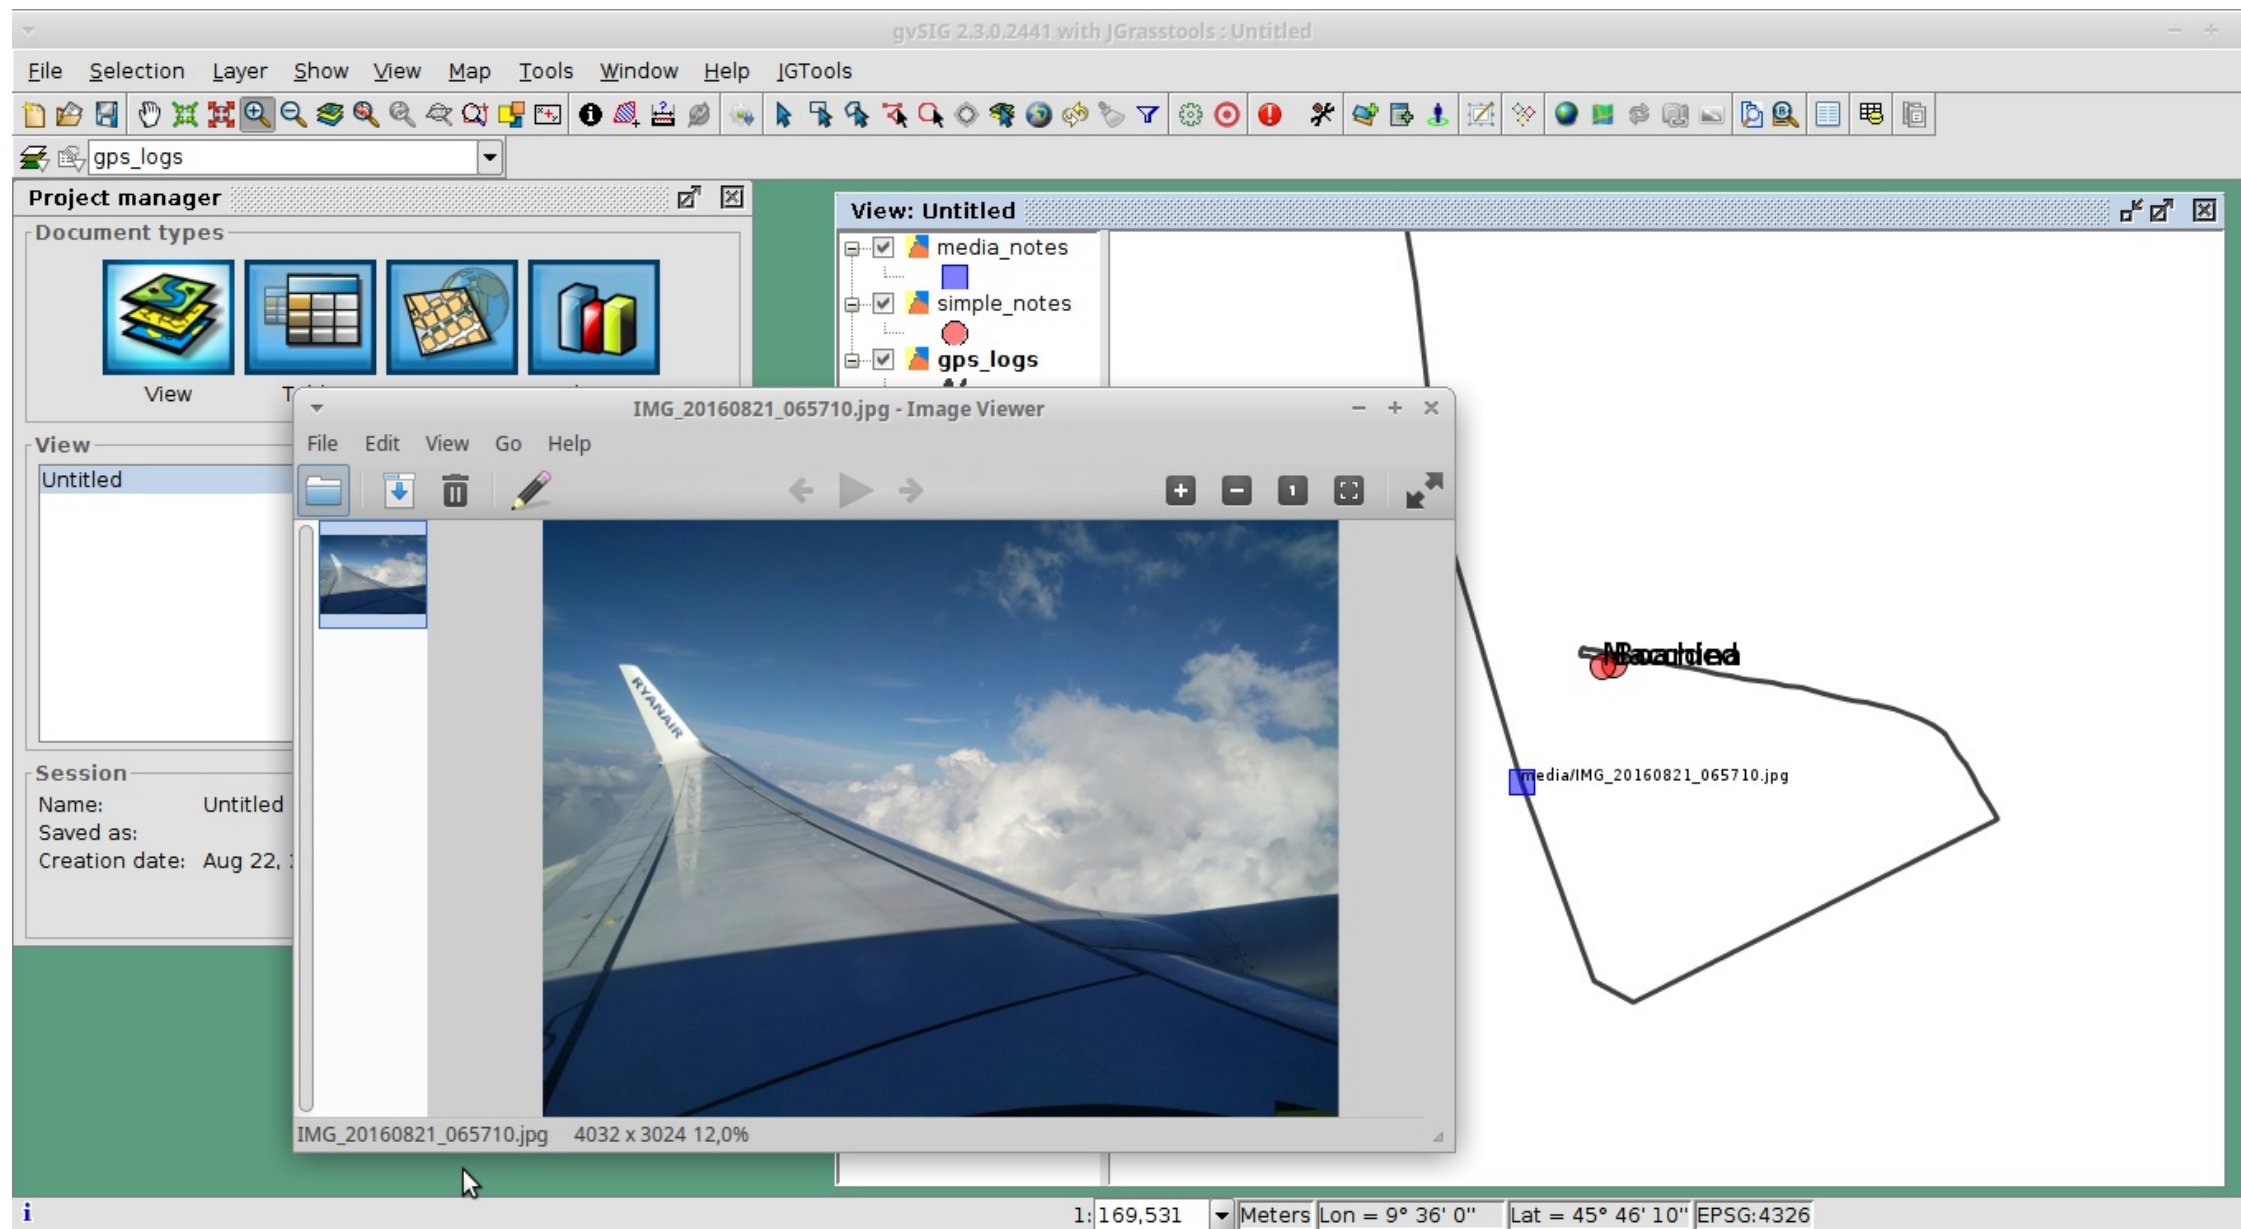 gvSIG 2.3.0.2441 with JGrasstools : Untitled
File Selection Layer Show View Map Tools Window Help JGTools
gps_logs
Project manager
Document types
View
View
Untitled
Session
Name: Untitled
Saved as:
Creation date: Aug 22,
View: Untitled
media_notes
simple_notes
gps_logs
media/IMG_20160821_065710.jpg
IMG_20160821_065710.jpg - Image Viewer
File Edit View Go Help
1
RYANAIR
IMG_20160821_065710.jpg 4032 x 3024 12,0%
1: 169,531 Meters Lon = 9° 36' 0" Lat = 45° 46' 10" EPSG:4326